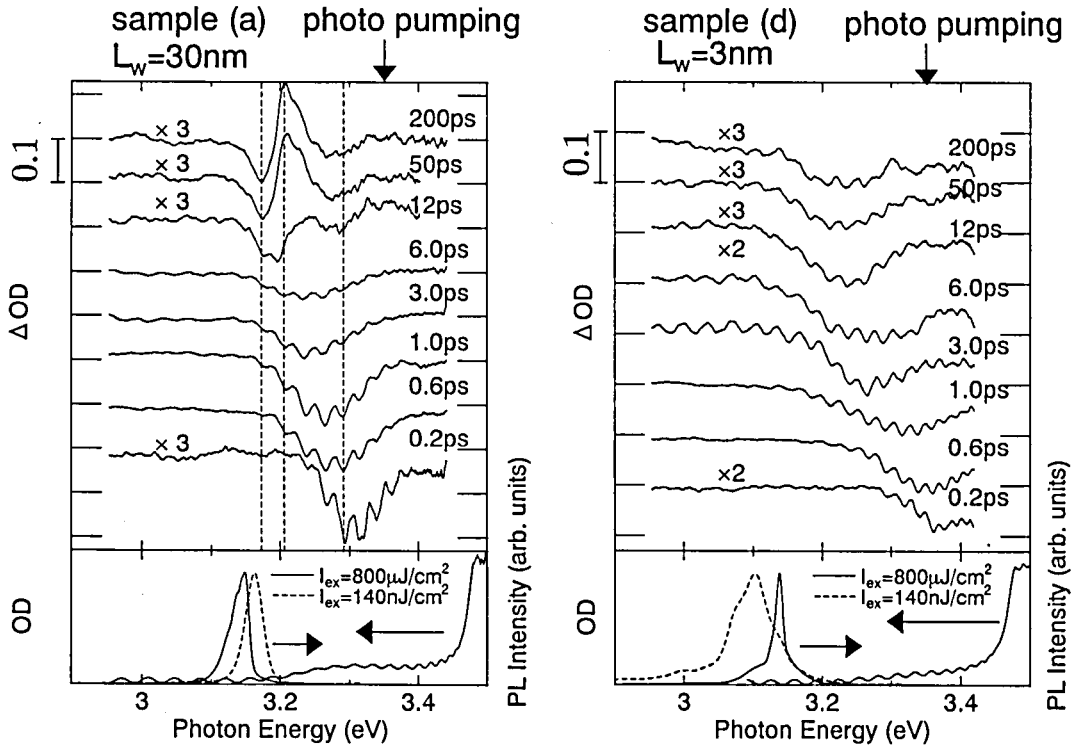 sample (a)
L_w=30nm
photo pumping
0.1
Δ OD
× 3
200ps
× 3
50ps
× 3
12ps
6.0ps
3.0ps
1.0ps
0.6ps
× 3
0.2ps
OD
I_ex=800μJ/cm²
I_ex=140nJ/cm²
PL Intensity (arb. units)
3
3.2
3.4
Photon Energy (eV)
sample (d)
L_w=3nm
photo pumping
0.1
Δ OD
×3
200ps
×3
50ps
×3
12ps
×2
6.0ps
3.0ps
1.0ps
0.6ps
×2
0.2ps
OD
I_ex=800μJ/cm²
I_ex=140nJ/cm²
PL Intensity (arb. units)
3
3.2
3.4
Photon Energy (eV)